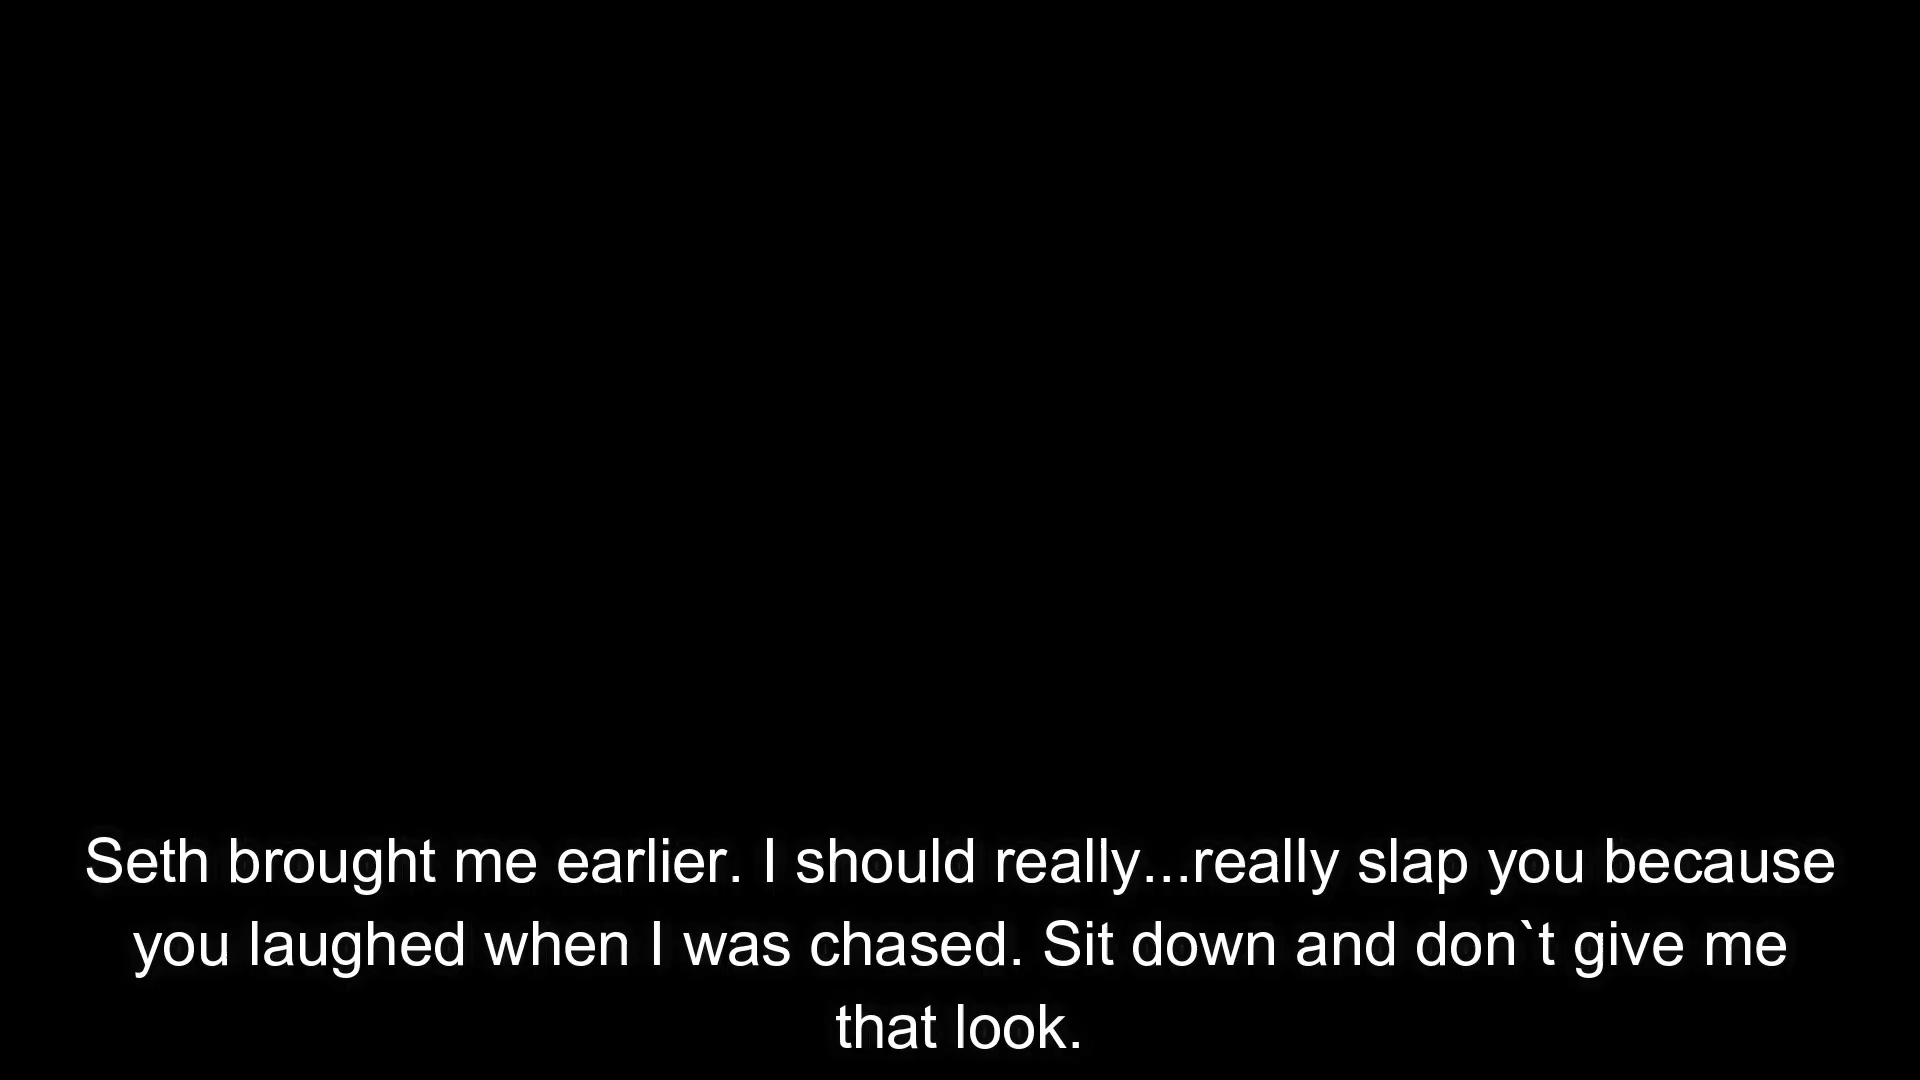 Seth brought me earlier. I should really...really slap you because
you laughed when I was chased. Sit down and don`t give me
that look.